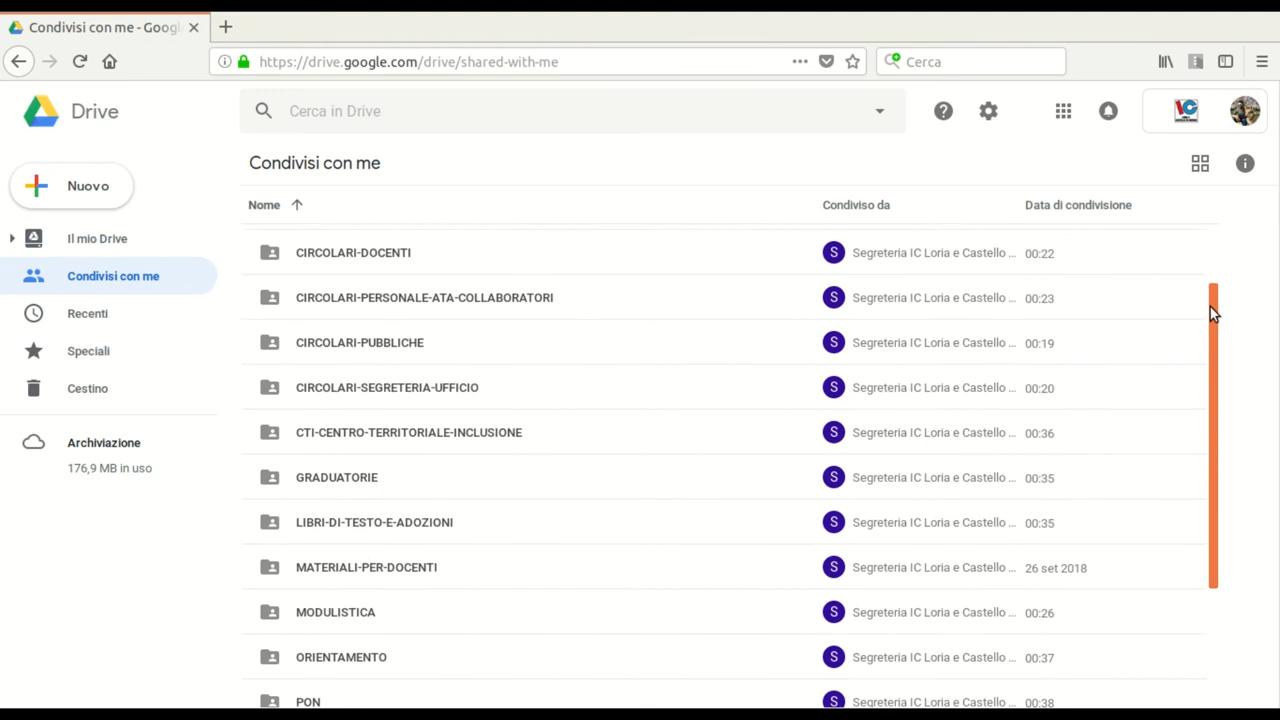 Condivisi con me - Googl
https://drive.google.com/drive/shared-with-me
Cerca
Drive
Cerca in Drive
Nuovo
Condivisi con me
Nome
Condiviso da
Data di condivisione
Il mio Drive
Condivisi con me
Recenti
Speciali
Cestino
Archiviazione
176,9 MB in uso
CIRCOLARI-DOCENTI S Segreteria IC Loria e Castello ... 00:22
CIRCOLARI-PERSONALE-ATA-COLLABORATORI S Segreteria IC Loria e Castello ... 00:23
CIRCOLARI-PUBBLICHE S Segreteria IC Loria e Castello ... 00:19
CIRCOLARI-SEGRETERIA-UFFICIO S Segreteria IC Loria e Castello ... 00:20
CTI-CENTRO-TERRITORIALE-INCLUSIONE S Segreteria IC Loria e Castello ... 00:36
GRADUATORIE S Segreteria IC Loria e Castello ... 00:35
LIBRI-DI-TESTO-E-ADOZIONI S Segreteria IC Loria e Castello ... 00:35
MATERIALI-PER-DOCENTI S Segreteria IC Loria e Castello ... 26 set 2018
MODULISTICA S Segreteria IC Loria e Castello ... 00:26
ORIENTAMENTO S Segreteria IC Loria e Castello ... 00:37
PON S Segreteria IC Loria e Castello ... 00:38